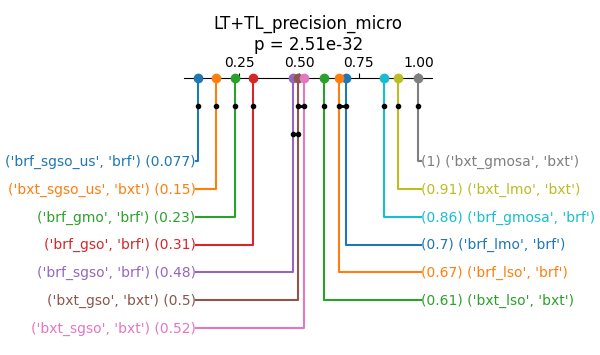 LT+TL_precision_micro
p = 2.51e-32
0.25 0.50 0.75 1.00
('brf_sgso_us', 'brf') (0.077) (1) ('bxt_gmosa', 'bxt')
('bxt_sgso_us', 'bxt') (0.15) (0.91) ('bxt_lmo', 'bxt')
('brf_gmo', 'brf') (0.23) (0.86) ('brf_gmosa', 'brf')
('brf_gso', 'brf') (0.31) (0.7) ('brf_lmo', 'brf')
('brf_sgso', 'brf') (0.48) (0.67) ('brf_lso', 'brf')
('bxt_gso', 'bxt') (0.5) (0.61) ('bxt_lso', 'bxt')
('bxt_sgso', 'bxt') (0.52)